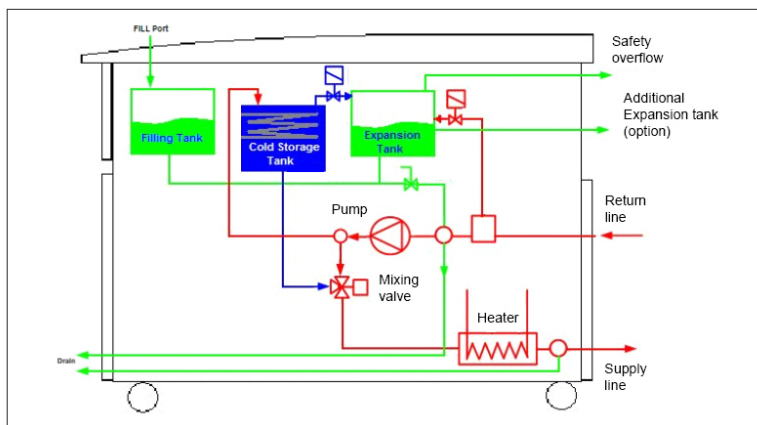 FILL Port
Safety
overflow
Additional
Expansion tank
(option)
Filling Tank
Cold Storage
Tank
Expansion
Tank
Return
line
Pump
Mixing
valve
Heater
Supply
line
Drain